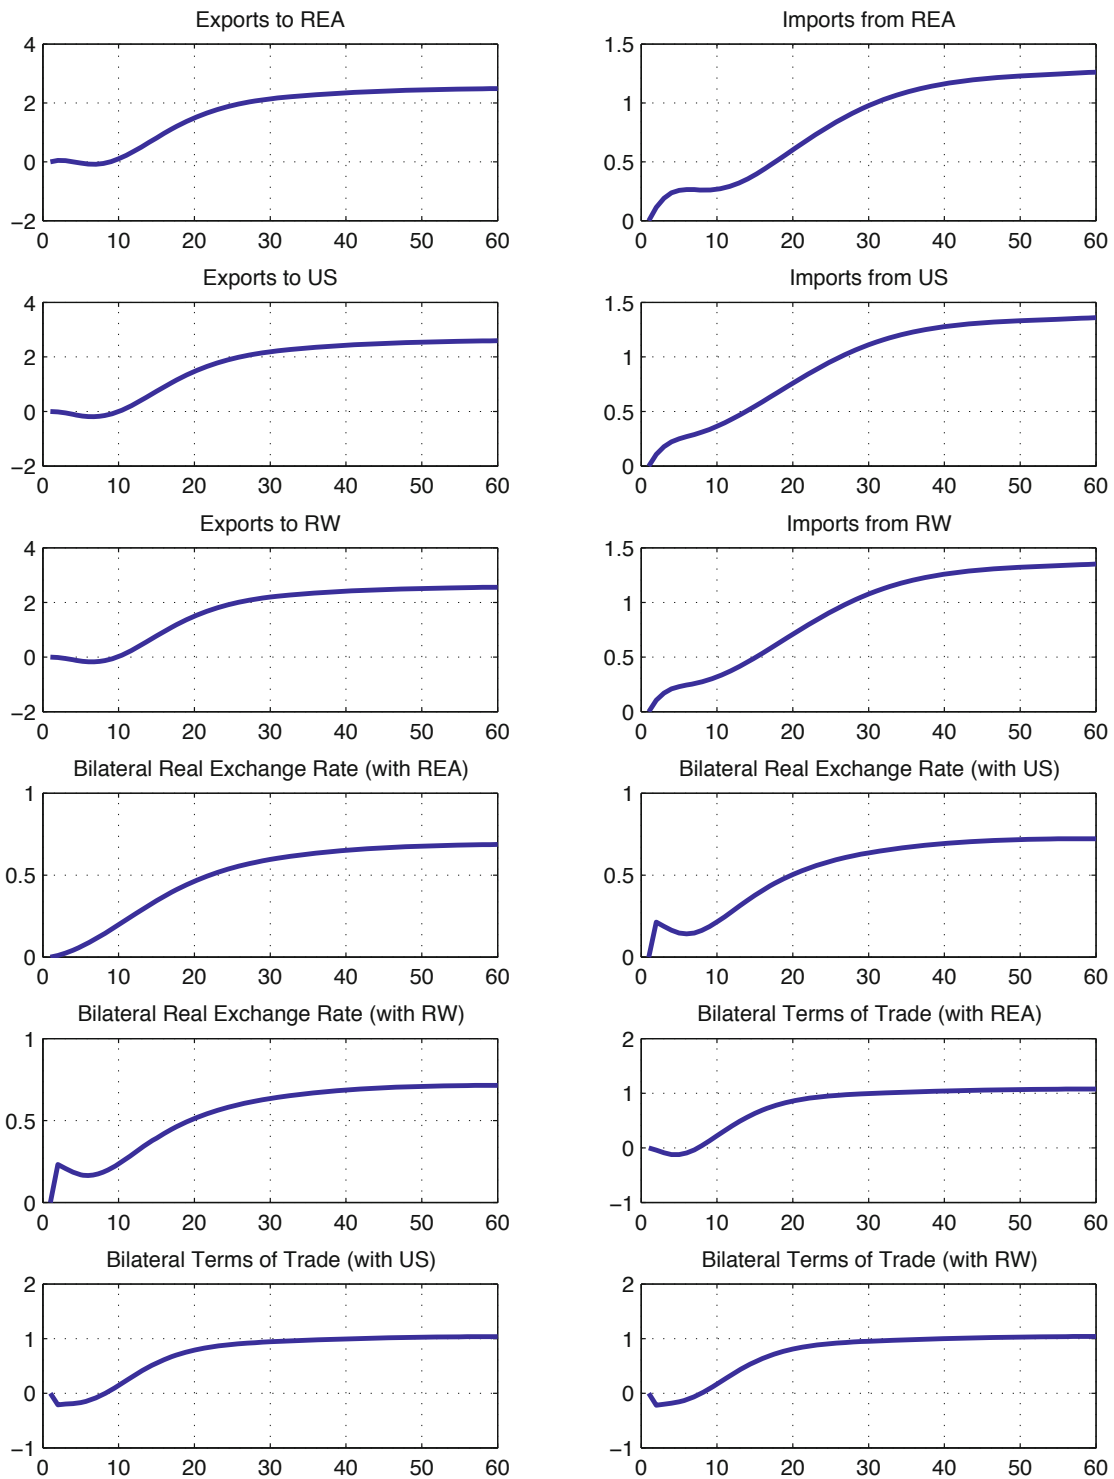 Exports to REA
Imports from REA
4
2
0
−2
0 10 20 30 40 50 60
1.5
1
0.5
0
0 10 20 30 40 50 60
Exports to US
Imports from US
4
2
0
−2
0 10 20 30 40 50 60
1.5
1
0.5
0
0 10 20 30 40 50 60
Exports to RW
Imports from RW
4
2
0
−2
0 10 20 30 40 50 60
1.5
1
0.5
0
0 10 20 30 40 50 60
Bilateral Real Exchange Rate (with REA)
Bilateral Real Exchange Rate (with US)
1
0.5
0
0 10 20 30 40 50 60
1
0.5
0
0 10 20 30 40 50 60
Bilateral Real Exchange Rate (with RW)
Bilateral Terms of Trade (with REA)
1
0.5
0
0 10 20 30 40 50 60
2
1
0
−1
0 10 20 30 40 50 60
Bilateral Terms of Trade (with US)
Bilateral Terms of Trade (with RW)
2
1
0
−1
0 10 20 30 40 50 60
2
1
0
−1
0 10 20 30 40 50 60